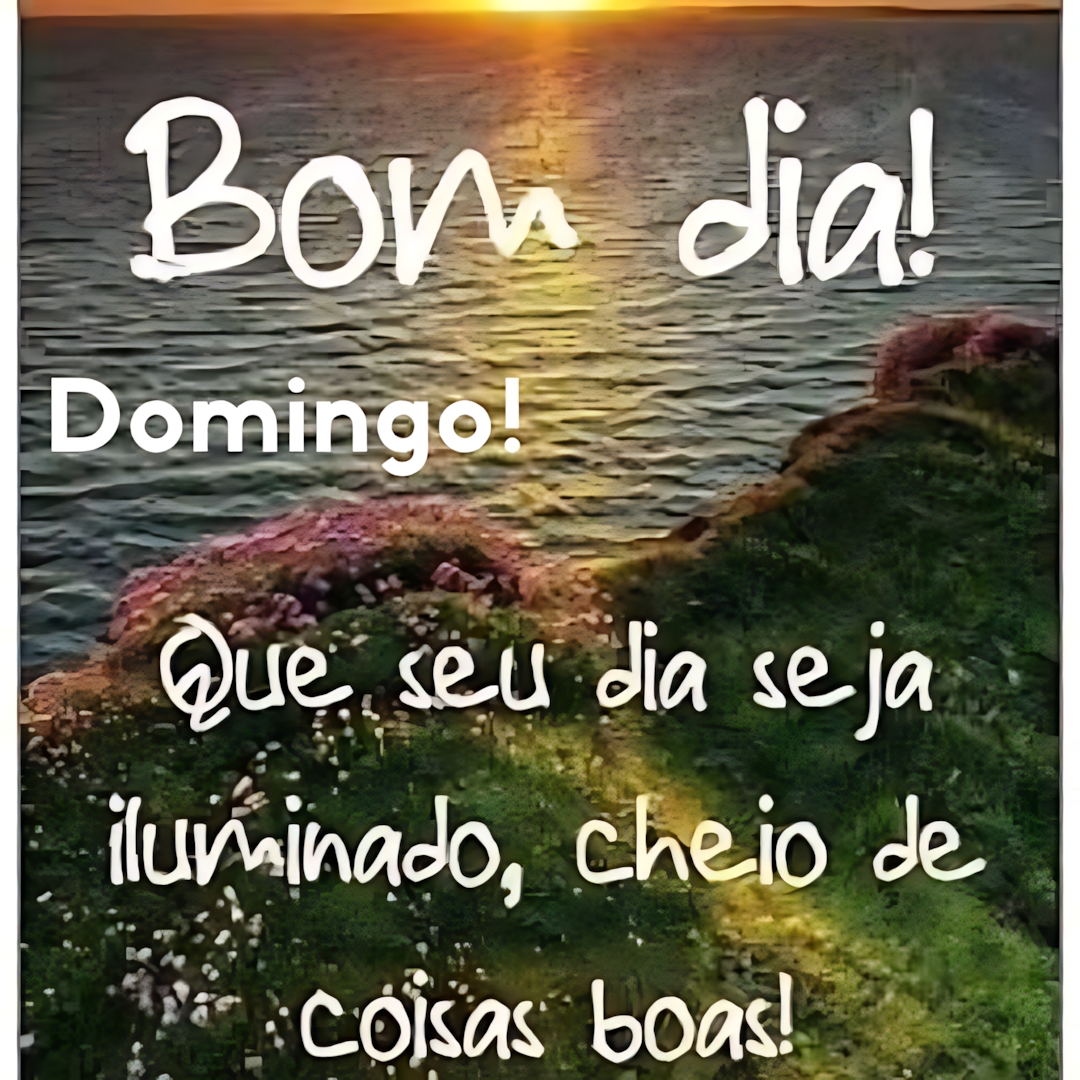 Bom dia!
Domingo!
Que seu dia seja
iluminado, cheio de
coisas boas!